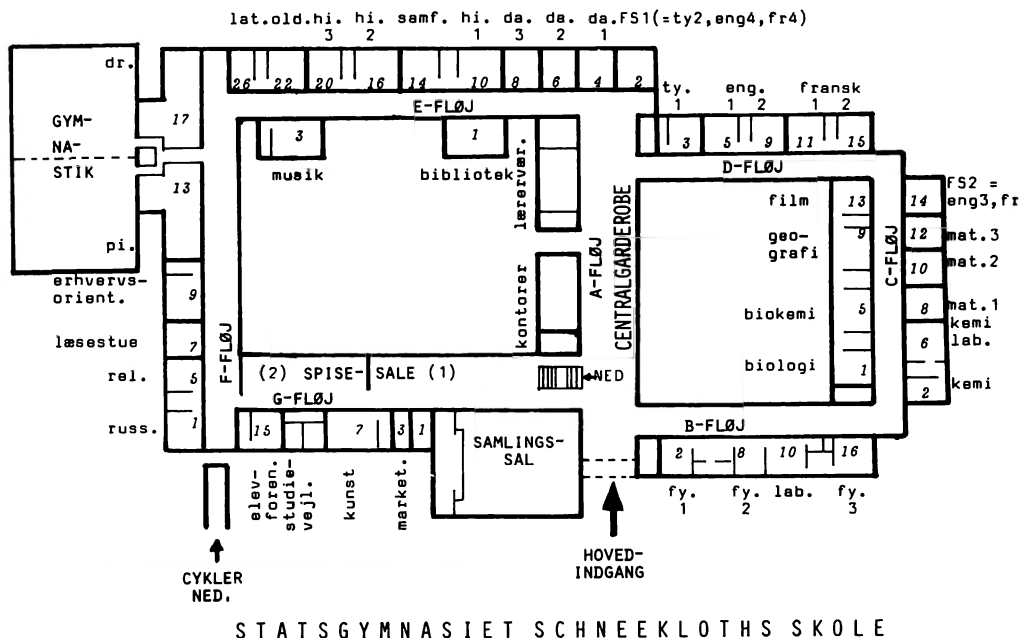 lat.old.hi. hi. samf. hi. da. da. da.FS1(=ty2,eng4,fr4)
3 2 1 3 2 1
26 22 20 16 14 10 8 6 4 2
E-FLØJ
dr.
GYM-
NA-
STIK
pi.
17
13
3
musik
1
bibliotek
lærervær.
kontorer
A-FLØJ
CENTRALGARDEROBE
ty. eng. fransk
1 1 2 1 2
3 5 9 11 15
D-FLØJ
film 13
geo-
grafi 9
biokemi 5
biologi 1
C-FLØJ
14 FS2 =
eng3,fr
12 mat.3
10 mat.2
8 mat.1
6 kemi
lab.
2 kemi
erhvervs-
orient. 9
læsestue 7
rel. 5
russ. 1
F-FLØJ
(2) SPISE- SALE (1)
NED
G-FLØJ
15 7 3 1
elev-
foren.
studie-
vejl.
kunst
market.
SAMLINGS-
SAL
B-FLØJ
2 8 10 16
fy. fy. lab. fy.
1 2 3
HOVED-
INDGANG
CYKLER
NED.
STATSGYMNASIET SCHNEEKLOTHS SKOLE